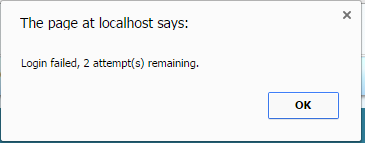 The page at localhost says:
Login failed, 2 attempt(s) remaining.
OK